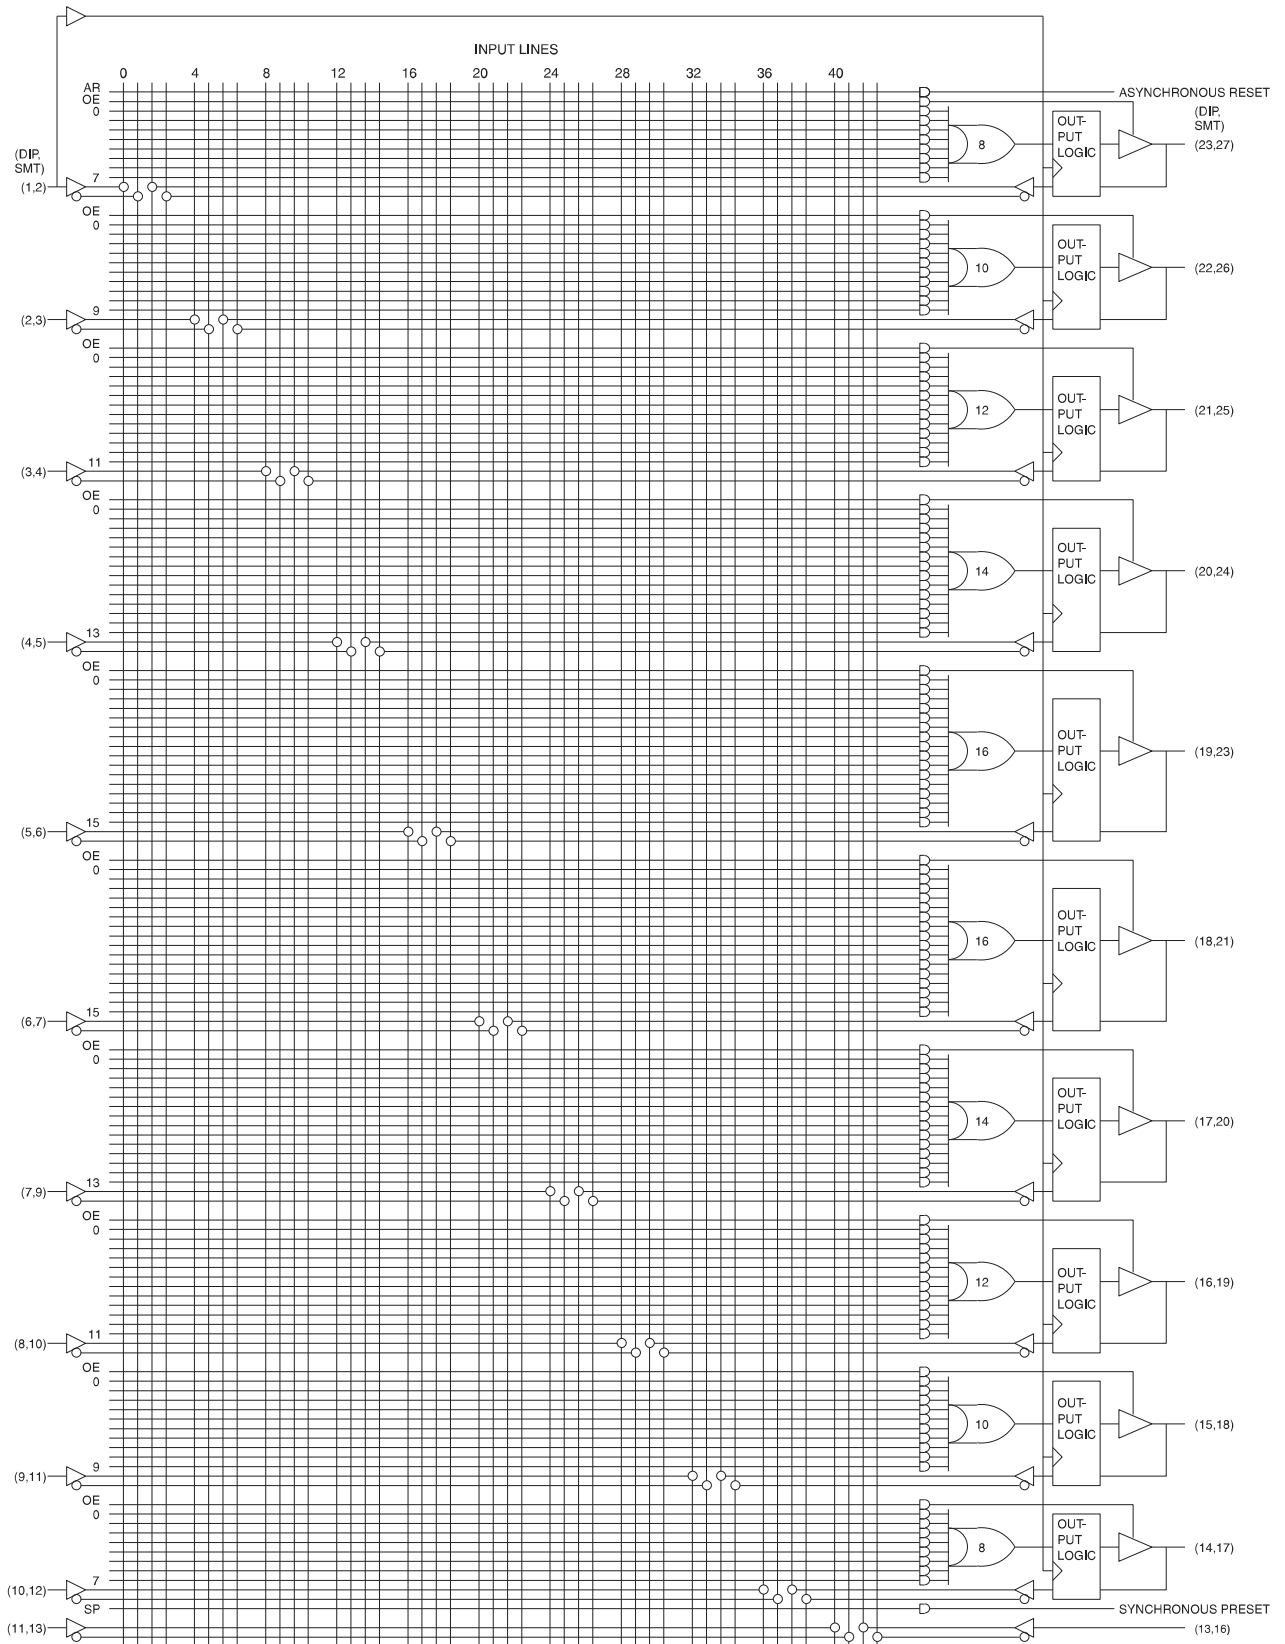 INPUT LINES
0 4 8 12 16 20 24 28 32 36 40
AR
ASYNCHRONOUS RESET
OE
0
(DIP,
SMT)
(DIP,
SMT)
8
OUT-
PUT
LOGIC
(23,27)
7
(1,2)
OE
0
10
OUT-
PUT
LOGIC
(22,26)
9
(2,3)
OE
0
12
OUT-
PUT
LOGIC
(21,25)
11
(3,4)
OE
0
14
OUT-
PUT
LOGIC
(20,24)
13
(4,5)
OE
0
16
OUT-
PUT
LOGIC
(19,23)
15
(5,6)
OE
0
16
OUT-
PUT
LOGIC
(18,21)
15
(6,7)
OE
0
14
OUT-
PUT
LOGIC
(17,20)
13
(7,9)
OE
0
12
OUT-
PUT
LOGIC
(16,19)
11
(8,10)
OE
0
10
OUT-
PUT
LOGIC
(15,18)
9
(9,11)
OE
0
8
OUT-
PUT
LOGIC
(14,17)
7
(10,12)
SP
SYNCHRONOUS PRESET
(11,13)
(13,16)